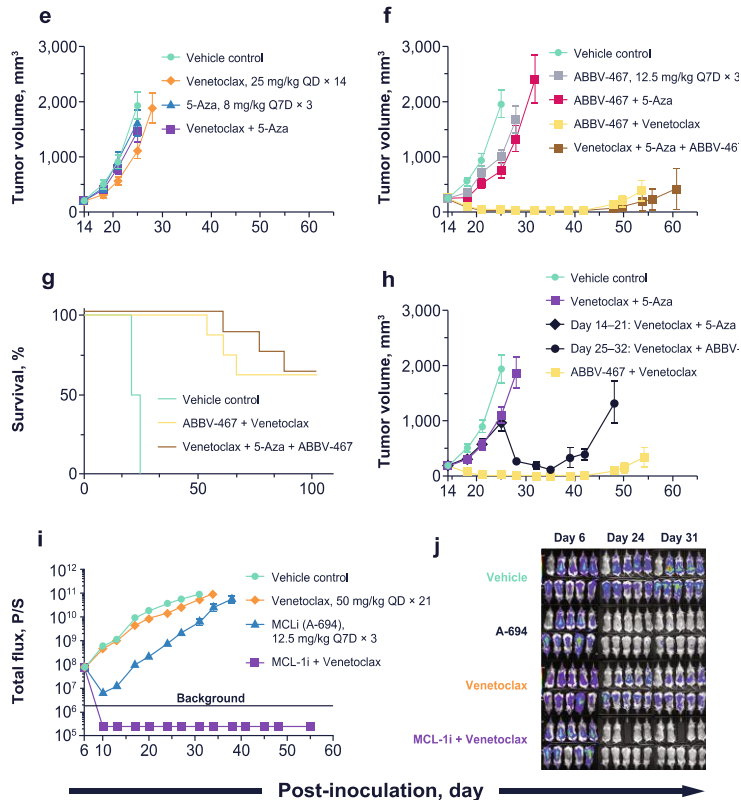 e
Tumor volume, mm³
3,000
2,000
1,000
0
14 20 30 40 50 60
Vehicle control
Venetoclax, 25 mg/kg QD × 14
5-Aza, 8 mg/kg Q7D × 3
Venetoclax + 5-Aza
f
Tumor volume, mm³
3,000
2,000
1,000
0
14 20 30 40 50 60
Vehicle control
ABBV-467, 12.5 mg/kg Q7D × 3
ABBV-467 + 5-Aza
ABBV-467 + Venetoclax
Venetoclax + 5-Aza + ABBV-467
g
Survival, %
100
50
0
0 50 100
Vehicle control
ABBV-467 + Venetoclax
Venetoclax + 5-Aza + ABBV-467
h
Tumor volume, mm³
3,000
2,000
1,000
0
14 20 30 40 50 60
Vehicle control
Venetoclax + 5-Aza
Day 14–21: Venetoclax + 5-Aza
Day 25–32: Venetoclax + ABBV-
ABBV-467 + Venetoclax
i
Total flux, P/S
10¹²
10¹¹
10¹⁰
10⁹
10⁸
10⁷
10⁶
10⁵
6 10 20 30 40 50 60
Vehicle control
Venetoclax, 50 mg/kg QD × 21
MCLi (A-694),
12.5 mg/kg Q7D × 3
MCL-1i + Venetoclax
Background
j
Day 6 Day 24 Day 31
Vehicle
A-694
Venetoclax
MCL-1i + Venetoclax
Post-inoculation, day